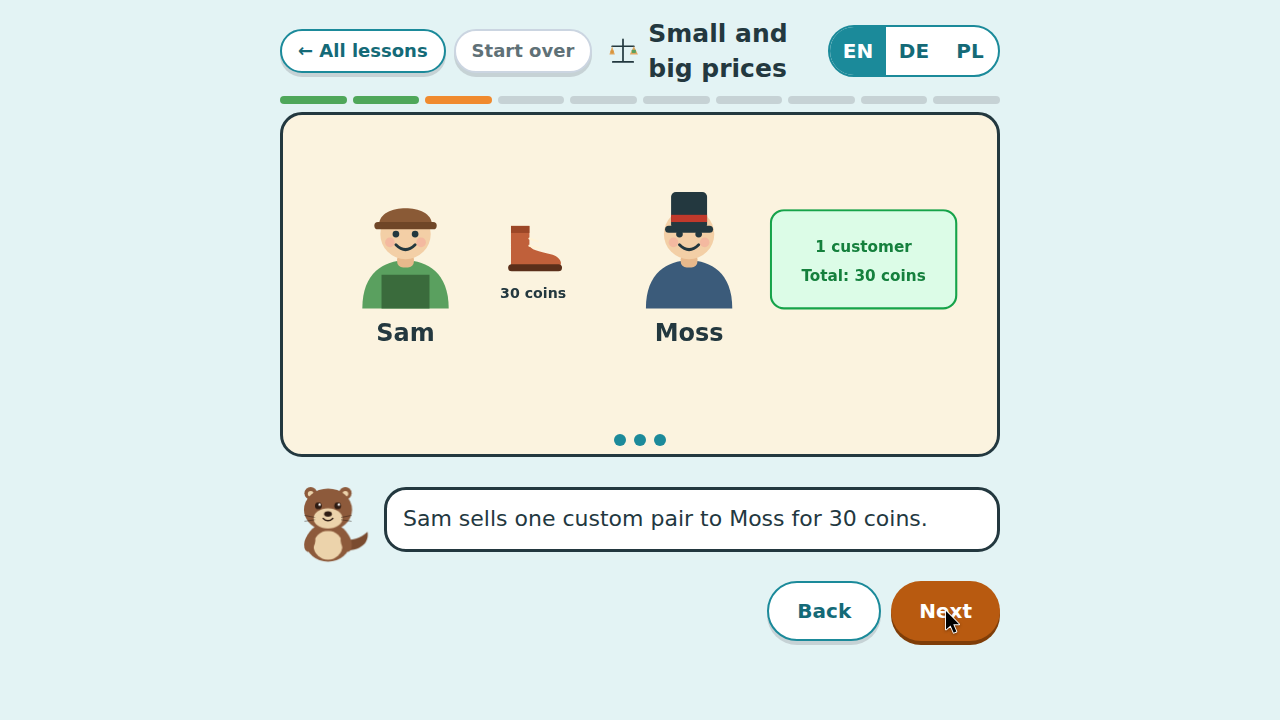 ← All lessons
Start over
Small and
big prices
EN
DE
PL
30 coins
1 customer
Total: 30 coins
Sam
Moss
Sam sells one custom pair to Moss for 30 coins.
Back
Next